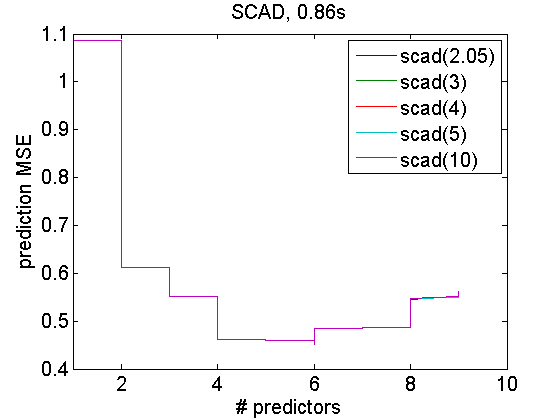 SCAD, 0.86s
1.1
1
0.9
0.8
0.7
0.6
0.5
0.4
prediction MSE
scad(2.05)
scad(3)
scad(4)
scad(5)
scad(10)
2
4
6
8
10
# predictors